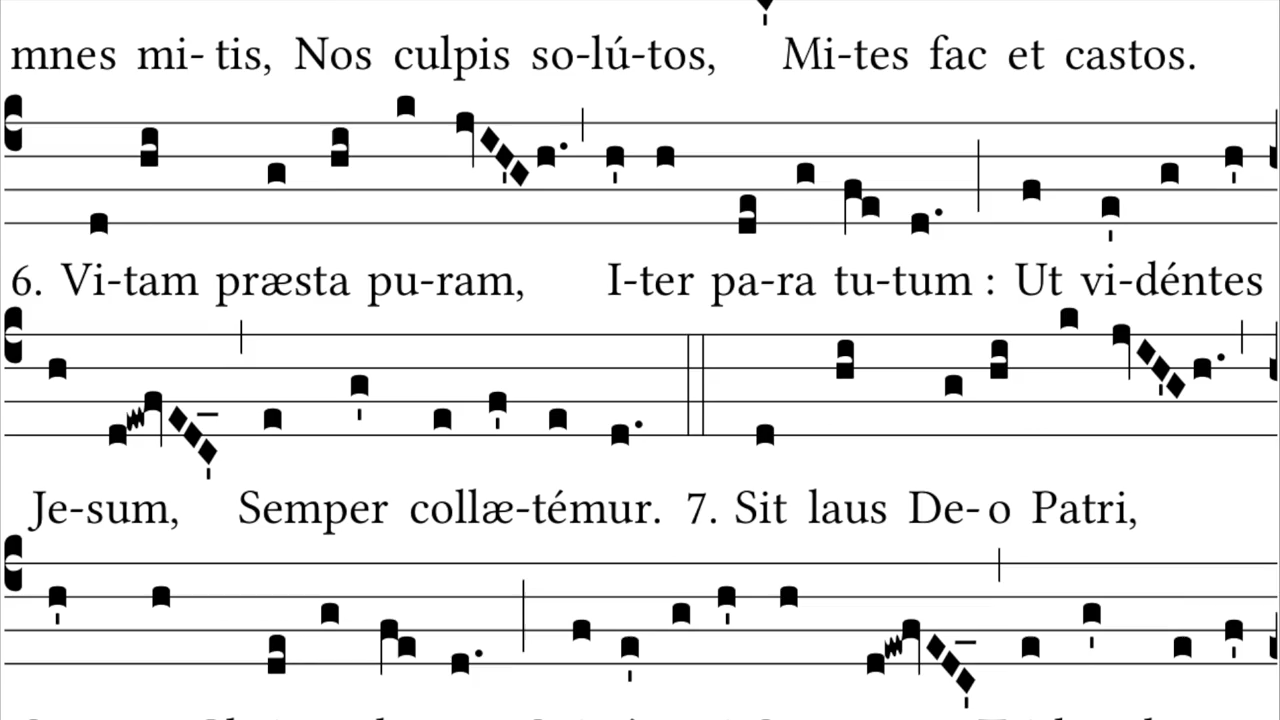 mnes mi- tis, Nos culpis so-lú-tos, Mi-tes fac et castos.
6. Vi-tam præsta pu-ram, I-ter pa-ra tu-tum : Ut vi-déntes
Je-sum, Semper collæ-témur. 7. Sit laus De- o Patri,